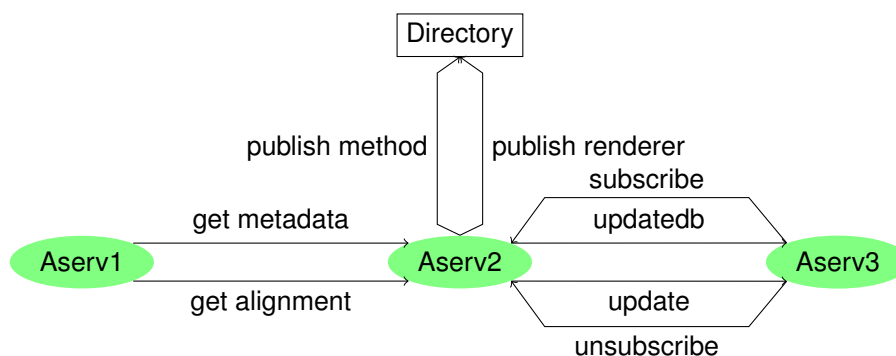 Directory
publish method
publish renderer
subscribe
get metadata
updatedb
Aserv1
Aserv2
Aserv3
get alignment
update
unsubscribe